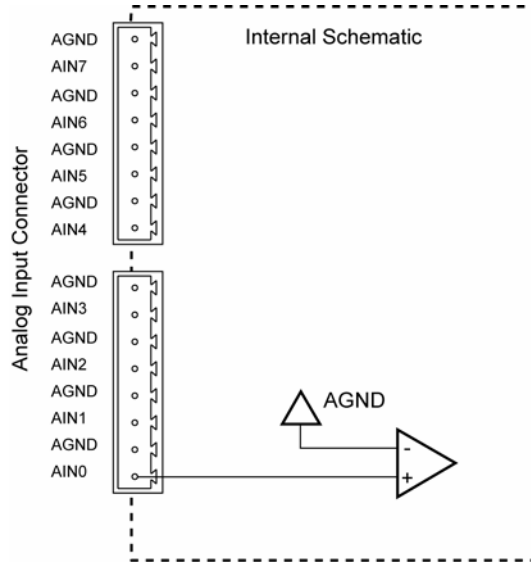 Internal Schematic
Analog Input Connector
AGND
AIN7
AGND
AIN6
AGND
AIN5
AGND
AIN4
AGND
AIN3
AGND
AIN2
AGND
AIN1
AGND
AIN0
AGND
-
+